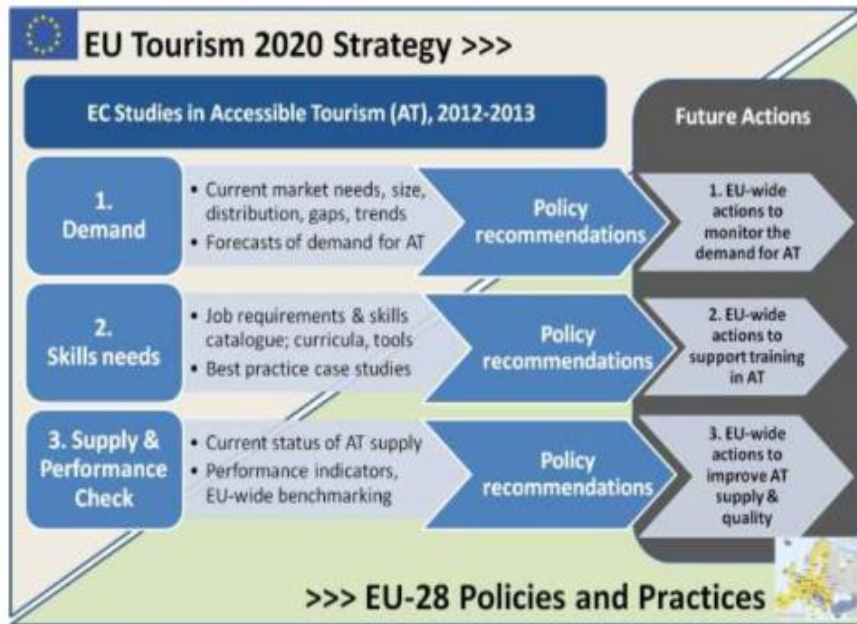 EU Tourism 2020 Strategy >>>
EC Studies in Accessible Tourism (AT), 2012-2013
Future Actions
1.
Demand
• Current market needs, size,
distribution, gaps, trends
• Forecasts of demand for AT
Policy
recommendations
1. EU-wide
actions to
monitor the
demand for AT
2.
Skills needs
• Job requirements & skills
catalogue; curricula, tools
• Best practice case studies
Policy
recommendations
2. EU-wide
actions to
support training
in AT
3. Supply &
Performance
Check
• Current status of AT supply
• Performance indicators,
EU-wide benchmarking
Policy
recommendations
3. EU-wide
actions to
improve AT
supply &
quality
>>> EU-28 Policies and Practices